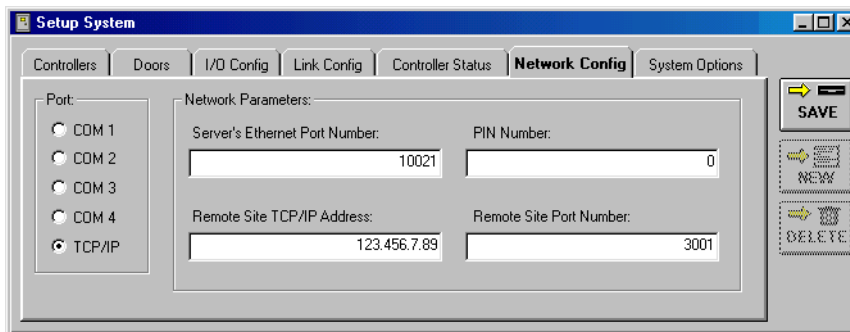 Setup System
Controllers Doors I/O Config Link Config Controller Status Network Config System Options
Port: Network Parameters:
COM 1
COM 2
COM 3
COM 4
TCP/IP
Server's Ethernet Port Number: PIN Number:
10021 0
Remote Site TCP/IP Address: Remote Site Port Number:
123.456.7.89 3001
SAVE
NEW
DELETE